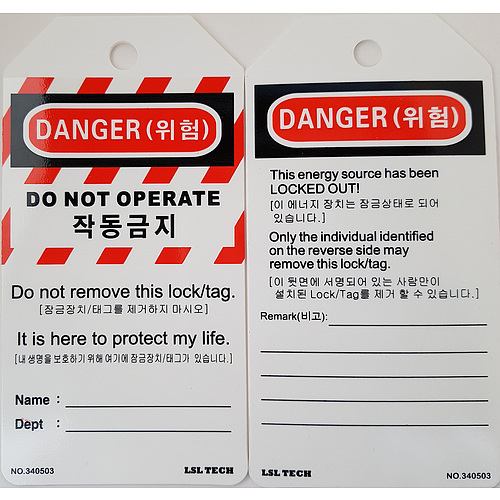 DANGER(위험)
DO NOT OPERATE
작동금지
Do not remove this lock/tag.
[잠금장치/태그를 제거하지 마시오]
It is here to protect my life.
[내 생명을 보호하기 위해 여기에 잠금장치/태그가 있습니다.]
Name :
Dept :
NO.340503
LSL TECH
DANGER(위험)
This energy source has been
LOCKED OUT!
[이 에너지 장치는 잠금상태로 되어
있습니다.]
Only the individual identified
on the reverse side may
remove this lock/tag.
[이 뒷면에 서명되어 있는 사람만이
설치된 Lock/Tag를 제거 할 수 있습니다.]
Remark(비고):
LSL TECH
NO.340503